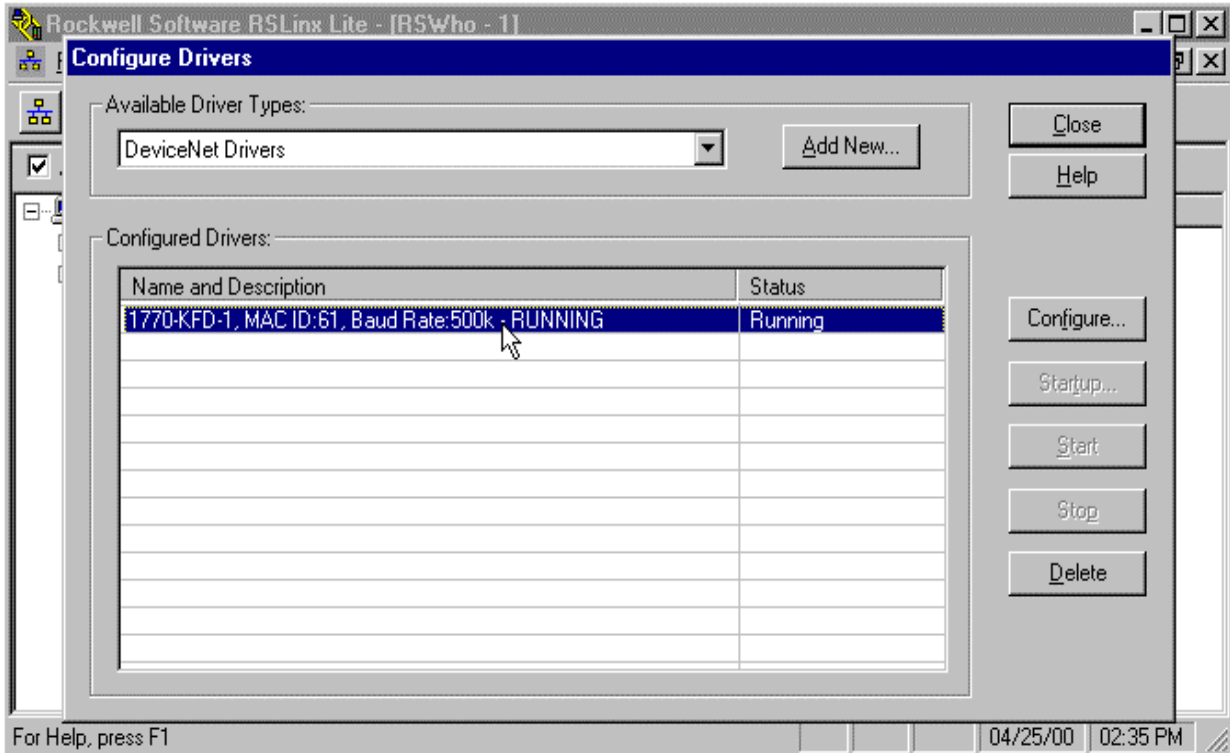 Rockwell Software RSLinx Lite - [RSWho - 1]
Configure Drivers
Available Driver Types:
DeviceNet Drivers
Add New...
Close
Help
Configured Drivers:
Name and Description Status
1770-KFD-1, MAC ID:61, Baud Rate:500k - RUNNING Running
Configure...
Startup...
Start
Stop
Delete
For Help, press F1 04/25/00 02:35 PM